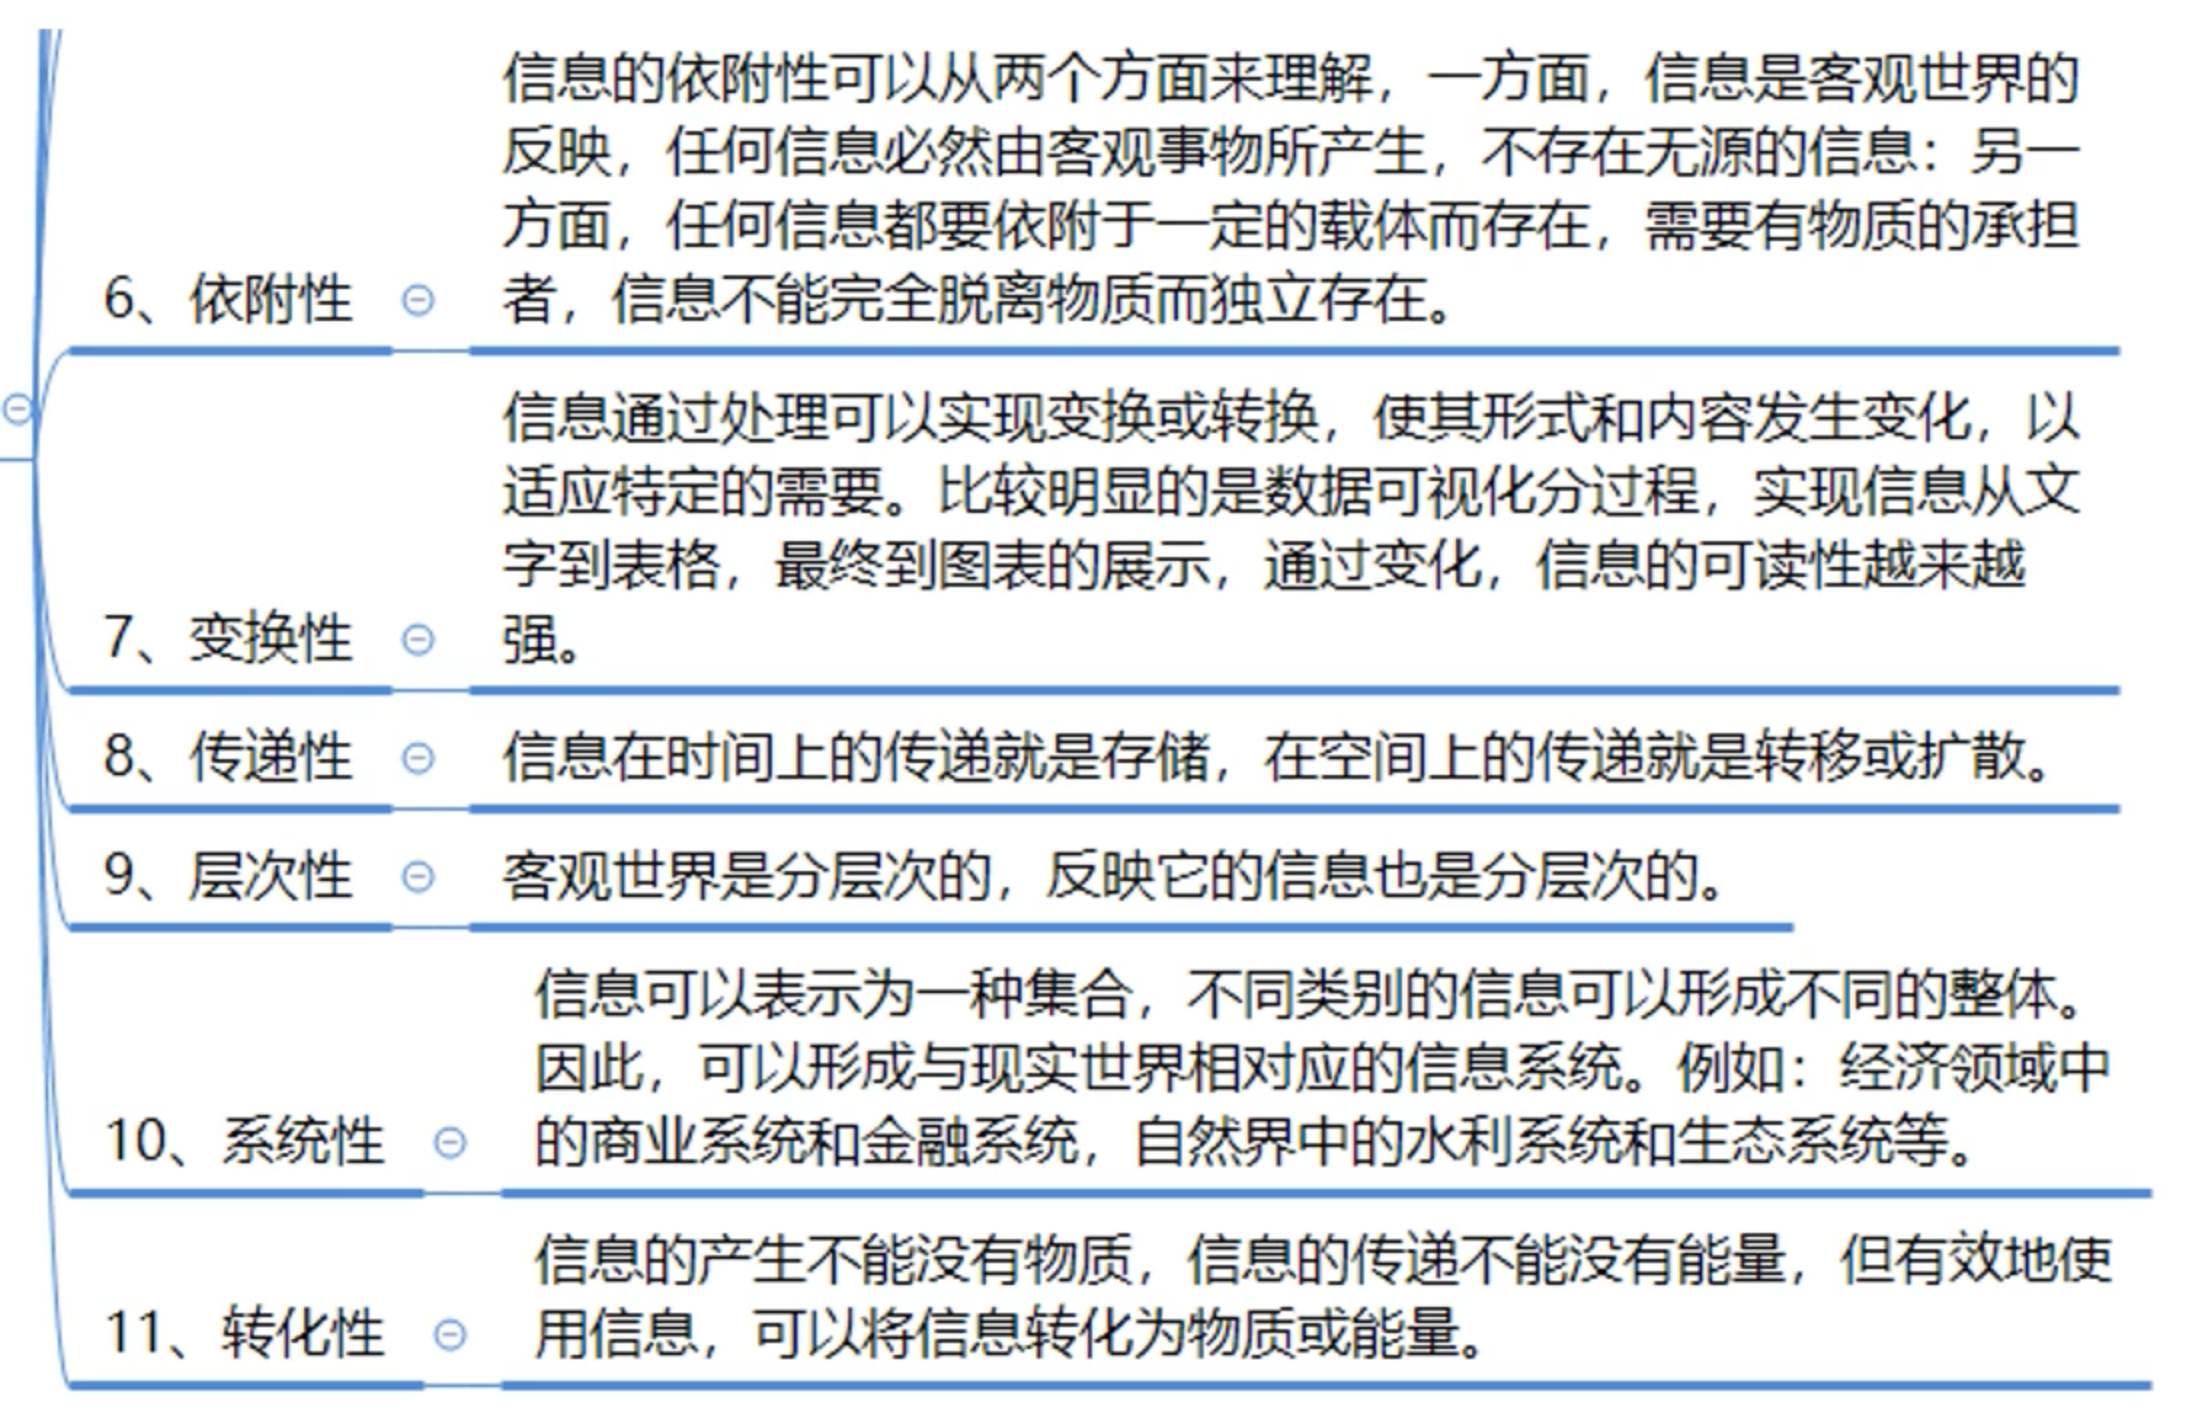 信息的依附性可以从两个方面来理解，一方面，信息是客观世界的
反映，任何信息必然由客观事物所产生，不存在无源的信息：另一
方面，任何信息都要依附于一定的载体而存在，需要有物质的承担
6、依附性 者，信息不能完全脱离物质而独立存在。
信息通过处理可以实现变换或转换，使其形式和内容发生变化，以
适应特定的需要。比较明显的是数据可视化分过程，实现信息从文
字到表格，最终到图表的展示，通过变化，信息的可读性越来越
7、变换性 强。
8、传递性 信息在时间上的传递就是存储，在空间上的传递就是转移或扩散。
9、层次性 客观世界是分层次的，反映它的信息也是分层次的。
信息可以表示为一种集合，不同类别的信息可以形成不同的整体。
因此，可以形成与现实世界相对应的信息系统。例如：经济领域中
10、系统性 的商业系统和金融系统，自然界中的水利系统和生态系统等。
信息的产生不能没有物质，信息的传递不能没有能量，但有效地使
11、转化性 用信息，可以将信息转化为物质或能量。